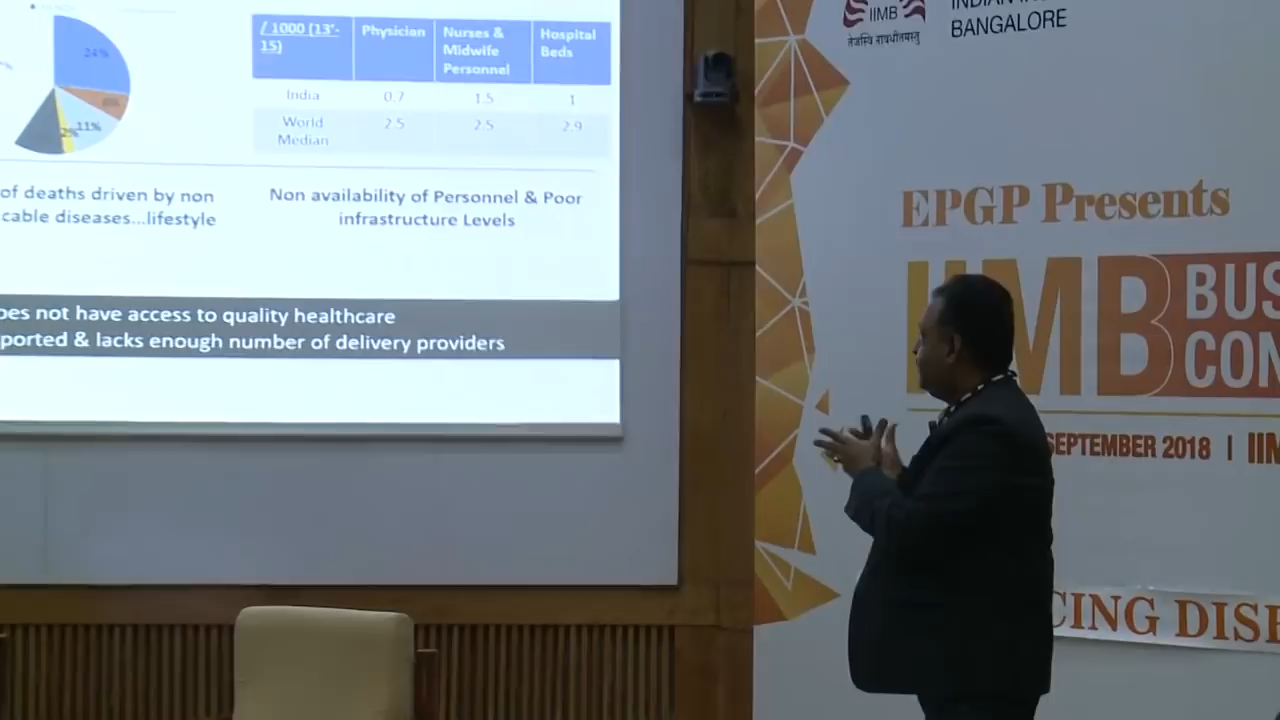 24%
6%
2%
11%
/ 1000 (13'-15)
Physician
Nurses & Midwife Personnel
Hospital Beds
India 0.7 1.5 1
World Median 2.5 2.5 2.9
of deaths driven by non
cable diseases...lifestyle
Non availability of Personnel & Poor
infrastructure Levels
oes not have access to quality healthcare
ported & lacks enough number of delivery providers
IIMB
तेजस्वि नावधीतमस्तु
INDIAN IN
BANGALORE
EPGP Presents
IIMB BUS
CON
SEPTEMBER 2018 | IIM
CING DISE